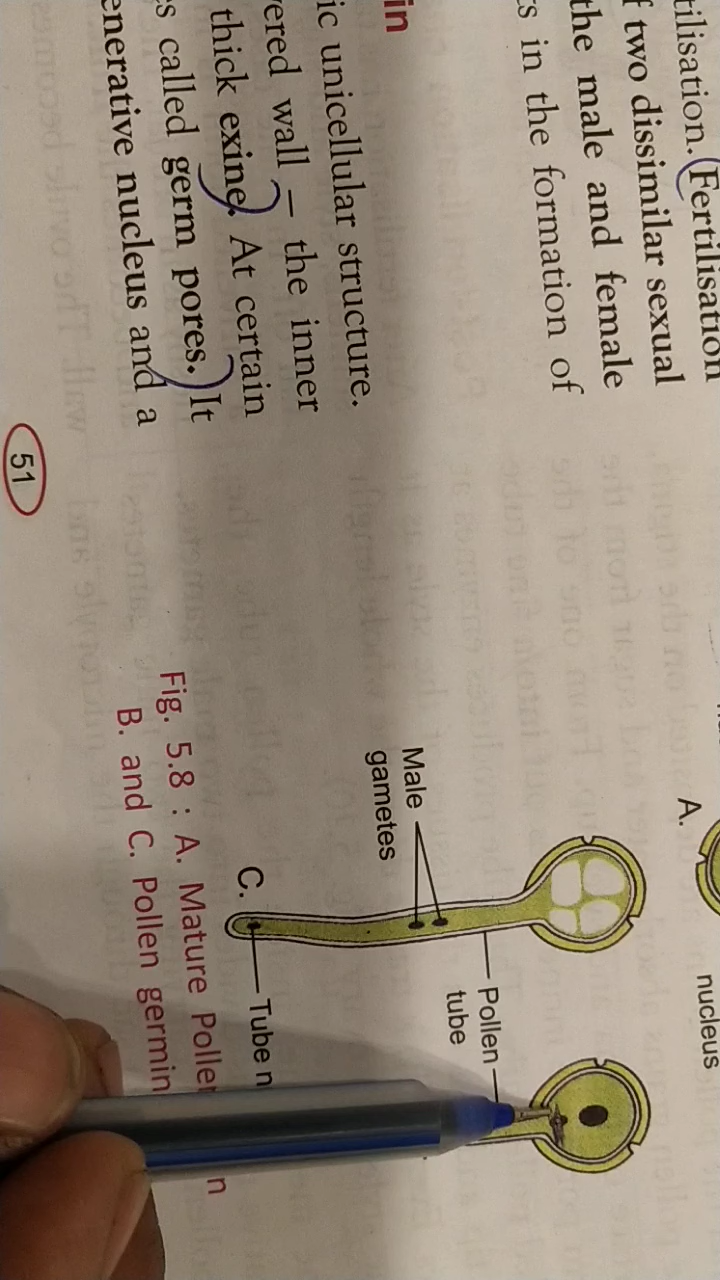 tilisation. (Fertilisation
f two dissimilar sexual
the male and female
s in the formation of
in
ic unicellular structure.
ered wall – the inner
thick exine. At certain
es called germ pores. It
enerative nucleus and a
51
A.
nucleus
Pollen
tube
Male
gametes
C.
Tube n
Fig. 5.8 : A. Mature Pollen
B. and C. Pollen germin